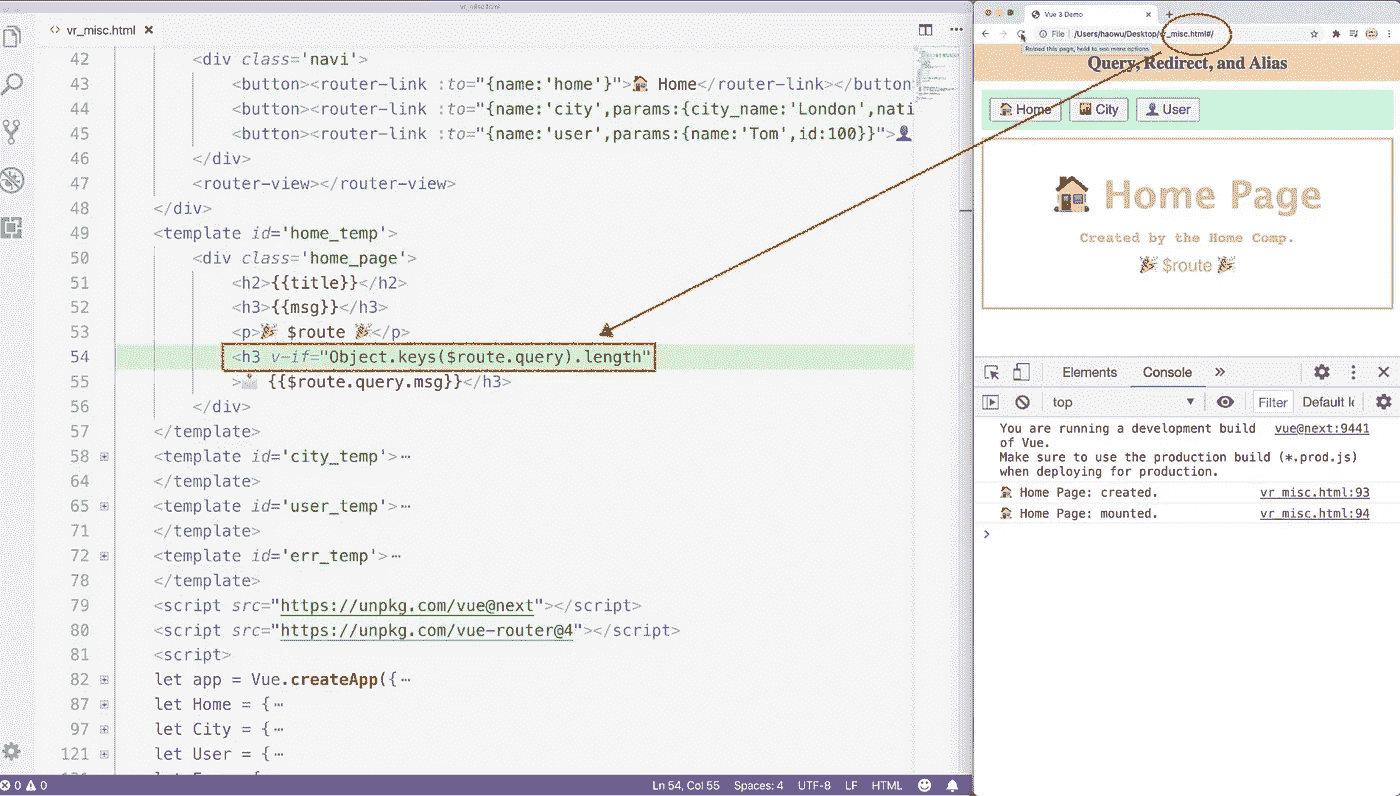 vr_misc.html
vr_misc.html
42 <div class='navi'>
43 <button><router-link :to="{name:'home'}">🏠 Home</router-link></button
44 <button><router-link :to="{name:'city',params:{city_name:'London',nati
45 <button><router-link :to="{name:'user',params:{name:'Tom',id:100}}">👤
46 </div>
47 <router-view></router-view>
48 </div>
49 <template id='home_temp'>
50 <div class='home_page'>
51 <h2>{{title}}</h2>
52 <h3>{{msg}}</h3>
53 <p>🎉 $route 🎉</p>
54 <h3 v-if="Object.keys($route.query).length"
55 >📩 {{$route.query.msg}}</h3>
56 </div>
57 </template>
58 <template id='city_temp'>⋯
64 </template>
65 <template id='user_temp'>⋯
71 </template>
72 <template id='err_temp'>⋯
78 </template>
79 <script src="https://unpkg.com/vue@next"></script>
80 <script src="https://unpkg.com/vue-router@4"></script>
81 <script>
82 let app = Vue.createApp({⋯
87 let Home = {⋯
97 let City = {⋯
121 let User = {⋯
0 0
Ln 54, Col 55 Spaces: 4 UTF-8 LF HTML
Vue 3 Demo
File /Users/haowu/Desktop/vr_misc.html#/
Reload this page, hold to see more options
Query, Redirect, and Alias
🏠 Home City 👤 User
🏠 Home Page
Created by the Home Comp.
🎉 $route 🎉
Elements Console »
top Filter Default l
You are running a development build vue@next:9441
of Vue.
Make sure to use the production build (*.prod.js)
when deploying for production.
🏠 Home Page: created. vr_misc.html:93
🏠 Home Page: mounted. vr_misc.html:94
>